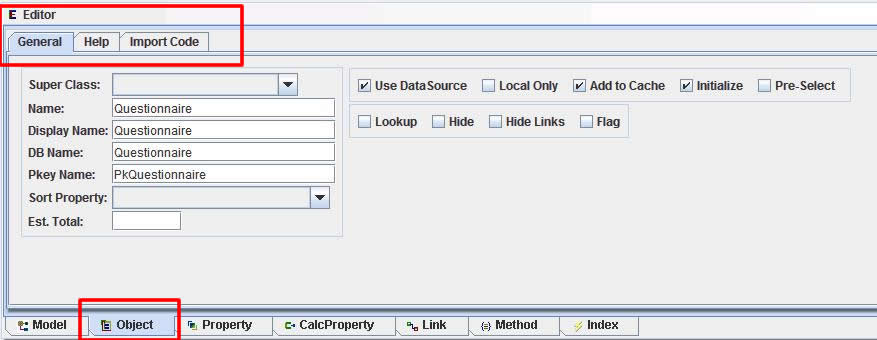 E Editor
General Help Import Code
Super Class:
Use DataSource Local Only Add to Cache Initialize Pre-Select
Name: Questionnaire
Lookup Hide Hide Links Flag
Display Name: Questionnaire
DB Name: Questionnaire
Pkey Name: PkQuestionnaire
Sort Property:
Est. Total:
Model Object Property CalcProperty Link Method Index